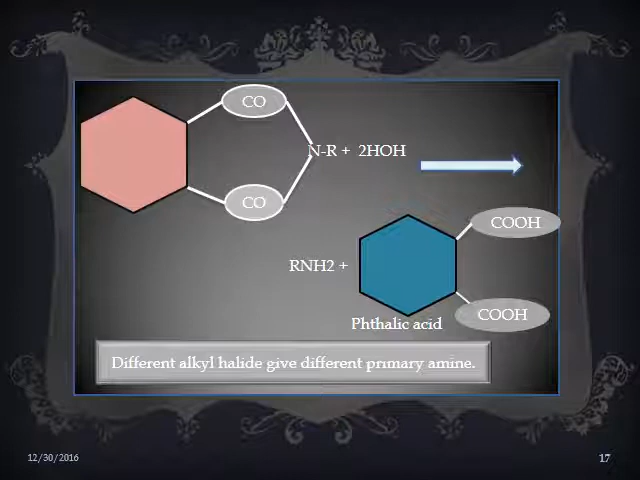 CO
N-R + 2HOH
CO
COOH
RNH2 +
COOH
Phthalic acid
Different alkyl halide give different primary amine.
12/30/2016
17